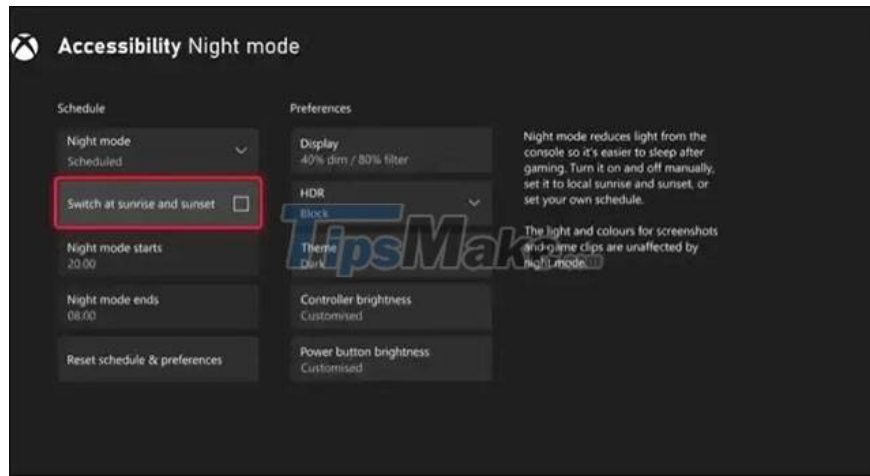 Accessibility Night mode
Schedule
Night mode
Scheduled
Switch at sunrise and sunset
Night mode starts
20:00
Night mode ends
08:00
Reset schedule & preferences
Preferences
Display
40% dim / 80% filter
HDR
Block
Theme
Dark
Controller brightness
Customised
Power button brightness
Customised
Night mode reduces light from the
console so it's easier to sleep after
gaming. Turn it on and off manually,
set it to local sunrise and sunset, or
set your own schedule.
The light and colours for screenshots
and game clips are unaffected by
night mode.
TipsMake.com